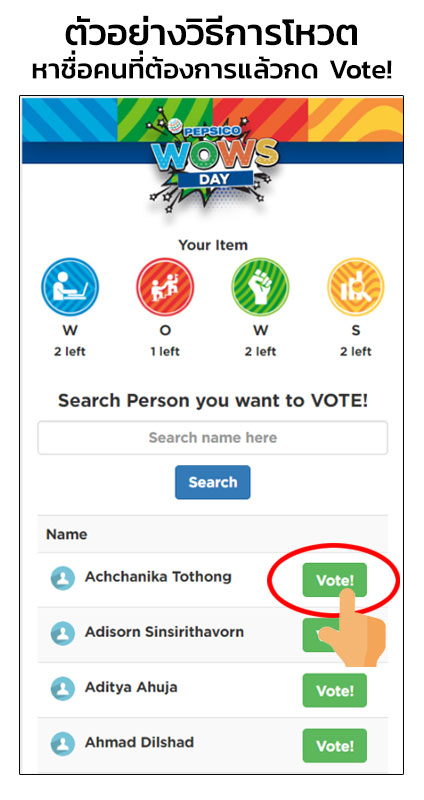 ตัวอย่างวิธีการโหวต
หาชื่อคนที่ต้องการแล้วกด Vote!
PEPSICO
WOWS
DAY
Your Item
W O W S
2 left 1 left 2 left 2 left
Search Person you want to VOTE!
Search name here
Search
Name
Achchanika Tothong Vote!
Adisorn Sinsirithavorn
Aditya Ahuja Vote!
Ahmad Dilshad Vote!